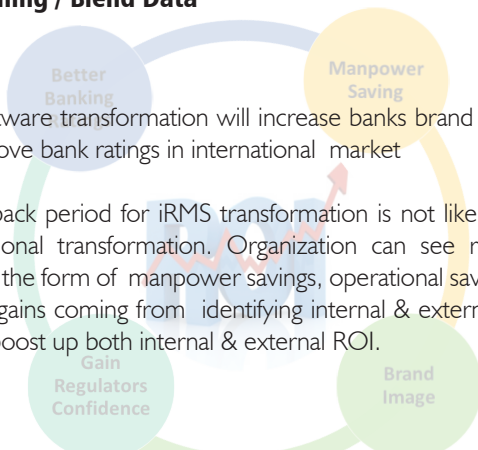 ning / Blend Data
Better
Banking
Manpower
Saving
tware transformation will increase banks brand
ove bank ratings in international market
back period for iRMS transformation is not like
ional transformation. Organization can see
the form of manpower savings, operational sav
gains coming from identifying internal & extern
boost up both internal & external ROI.
Gain
Regulators
Confidence
Brand
Image